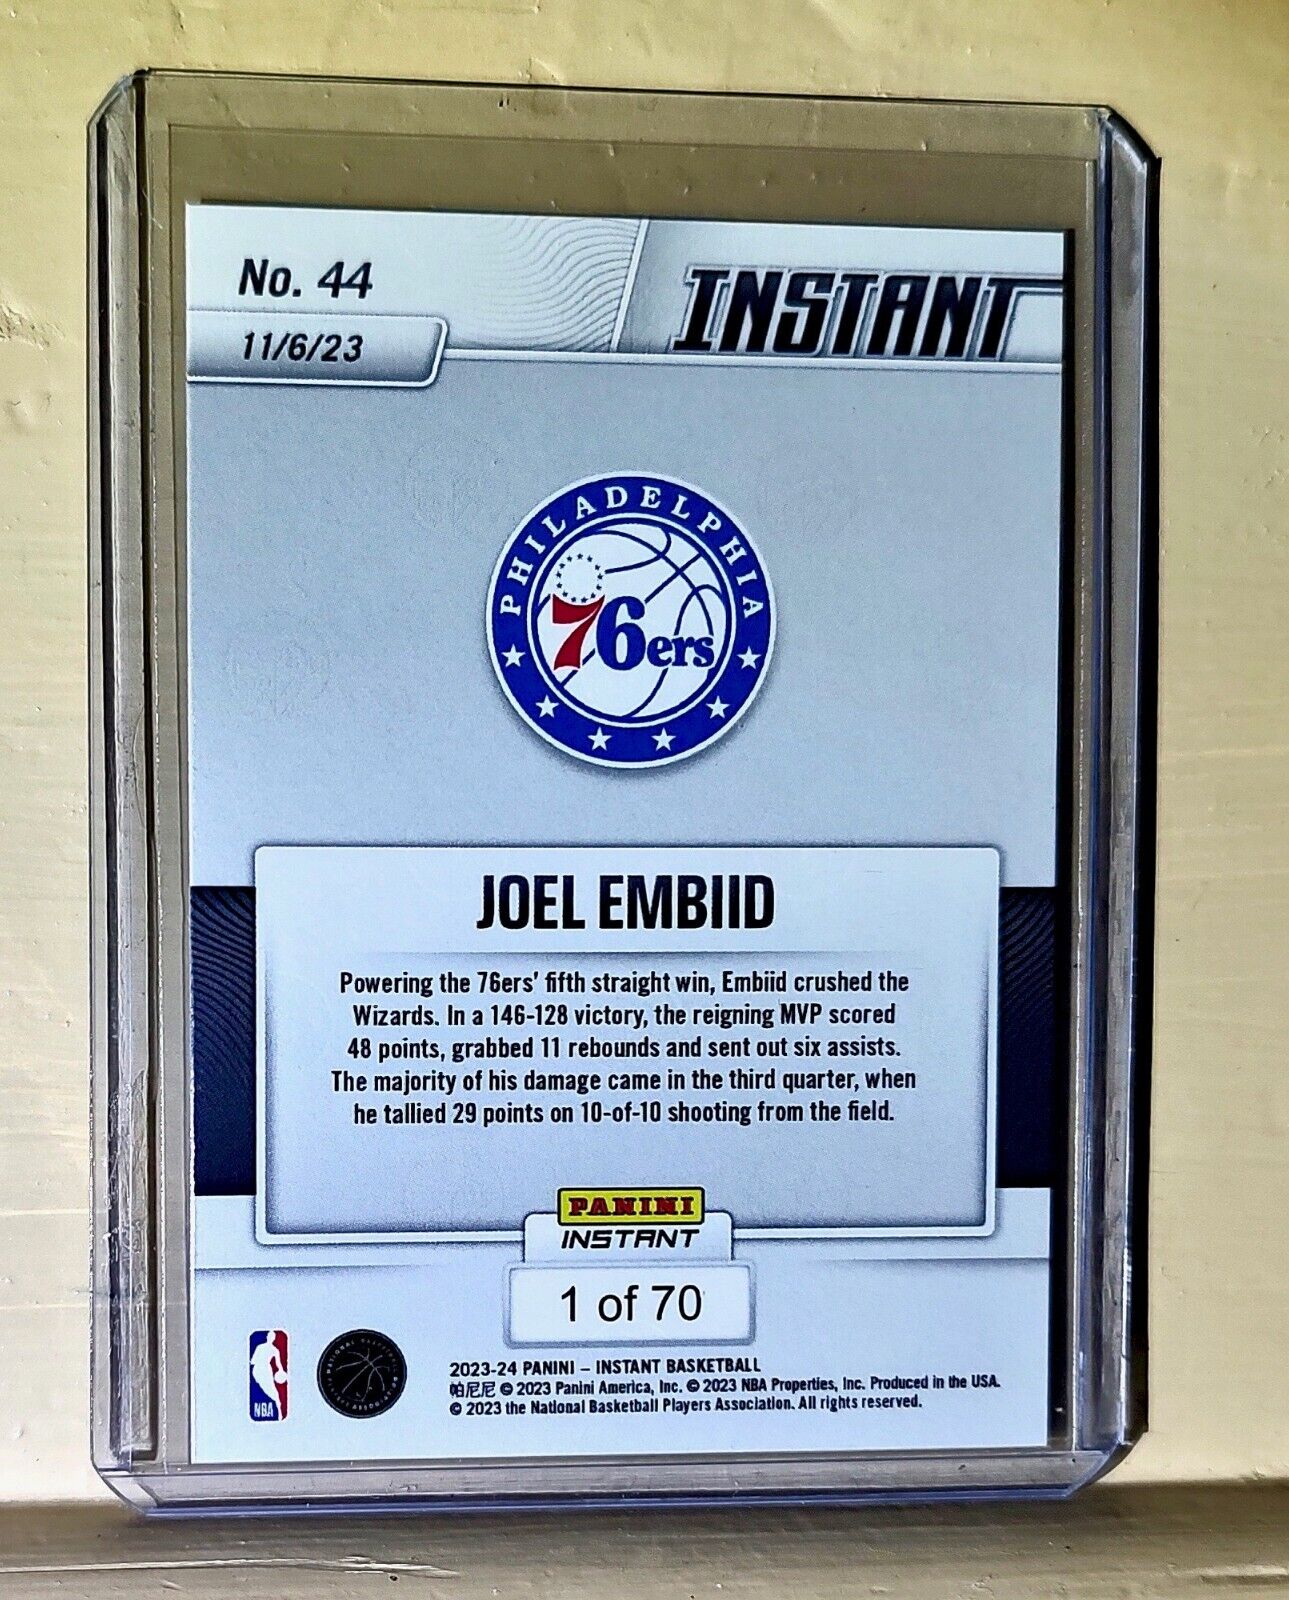 No. 44
INSTANT
11/6/23
PHILADELPHIA
76ers
JOEL EMBIID
Powering the 76ers' fifth straight win, Embiid crushed the
Wizards. In a 146-128 victory, the reigning MVP scored
48 points, grabbed 11 rebounds and sent out six assists.
The majority of his damage came in the third quarter, when
he tallied 29 points on 10-of-10 shooting from the field.
PANINI
INSTANT
1 of 70
NBA
2023-24 PANINI – INSTANT BASKETBALL
帕尼尼 © 2023 Panini America, Inc. © 2023 NBA Properties, Inc. Produced in the USA.
© 2023 the National Basketball Players Association. All rights reserved.